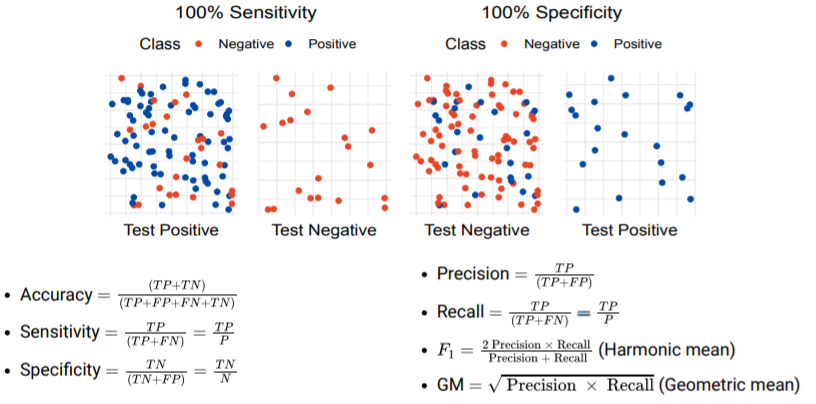 100% Sensitivity
Class Negative Positive
Test Positive
Test Negative
100% Specificity
Class Negative Positive
Test Negative
Test Positive
• Accuracy = (TP+TN) / (TP+FP+FN+TN)
• Sensitivity = TP / (TP+FN) = TP / P
• Specificity = TN / (TN+FP) = TN / N
• Precision = TP / (TP+FP)
• Recall = TP / (TP+FN) = TP / P
• F₁ = 2 Precision × Recall / Precision + Recall (Harmonic mean)
• GM = √ Precision × Recall (Geometric mean)